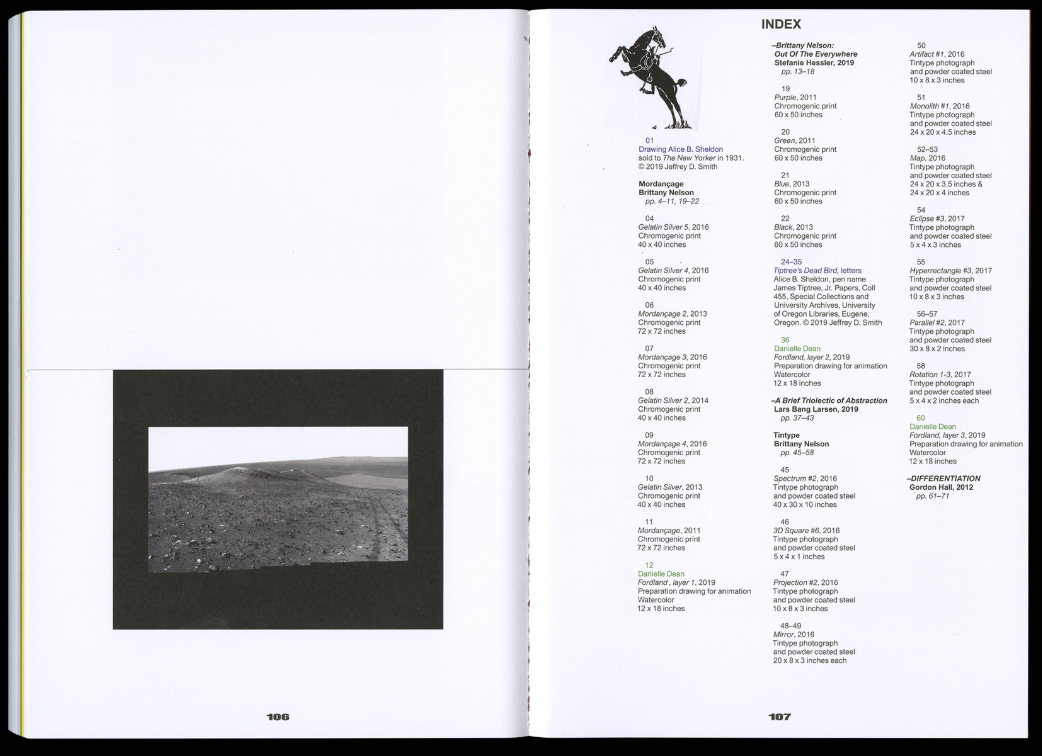 106
INDEX
01
Drawing Alice B. Sheldon
sold to The New Yorker in 1931.
© 2019 Jeffrey D. Smith
Mordançage
Brittany Nelson
pp. 4–11, 19–22
04
Gelatin Silver 5, 2016
Chromogenic print
40 x 40 inches
05
Gelatin Silver 4, 2016
Chromogenic print
40 x 40 inches
06
Mordançage 2, 2013
Chromogenic print
72 x 72 inches
07
Mordançage 3, 2016
Chromogenic print
72 x 72 inches
08
Gelatin Silver 2, 2014
Chromogenic print
40 x 40 inches
09
Mordançage 4, 2016
Chromogenic print
72 x 72 inches
10
Gelatin Silver, 2013
Chromogenic print
40 x 40 inches
11
Mordançage, 2011
Chromogenic print
72 x 72 inches
12
Danielle Dean
Fordland , layer 1, 2019
Preparation drawing for animation
Watercolor
12 x 18 inches
–Brittany Nelson:
Out Of The Everywhere
Stefanie Hessler, 2019
pp. 13–18
19
Purple, 2011
Chromogenic print
60 x 50 inches
20
Green, 2011
Chromogenic print
60 x 50 inches
21
Blue, 2013
Chromogenic print
60 x 50 inches
22
Black, 2013
Chromogenic print
60 x 50 inches
24–35
Tiptree's Dead Bird, letters
Alice B. Sheldon, pen name
James Tiptree, Jr. Papers, Coll
455, Special Collections and
University Archives, University
of Oregon Libraries, Eugene,
Oregon. © 2019 Jeffrey D. Smith
36
Danielle Dean
Fordland, layer 2, 2019
Preparation drawing for animation
Watercolor
12 x 18 inches
–A Brief Triolectic of Abstraction
Lars Bang Larsen, 2019
pp. 37–43
Tintype
Brittany Nelson
pp. 45–58
45
Spectrum #2, 2016
Tintype photograph
and powder coated steel
40 x 30 x 10 inches
46
3D Square #6, 2016
Tintype photograph
and powder coated steel
5 x 4 x 1 inches
47
Projection #2, 2016
Tintype photograph
and powder coated steel
10 x 8 x 3 inches
48–49
Mirror, 2016
Tintype photograph
and powder coated steel
20 x 8 x 3 inches each
50
Artifact #1, 2016
Tintype photograph
and powder coated steel
10 x 8 x 3 inches
51
Monolith #1, 2016
Tintype photograph
and powder coated steel
24 x 20 x 4.5 inches
52–53
Map, 2016
Tintype photograph
and powder coated steel
24 x 20 x 3.5 inches &
24 x 20 x 4 inches
54
Eclipse #3, 2017
Tintype photograph
and powder coated steel
5 x 4 x 3 inches
55
Hyperrectangle #3, 2017
Tintype photograph
and powder coated steel
10 x 8 x 3 inches
56–57
Parallel #2, 2017
Tintype photograph
and powder coated steel
30 x 8 x 2 inches
58
Rotation 1-3, 2017
Tintype photograph
and powder coated steel
5 x 4 x 2 inches each
60
Danielle Dean
Fordland, layer 3, 2019
Preparation drawing for animation
Watercolor
12 x 18 inches
–DIFFERENTIATION
Gordon Hall, 2012
pp. 61–71
107